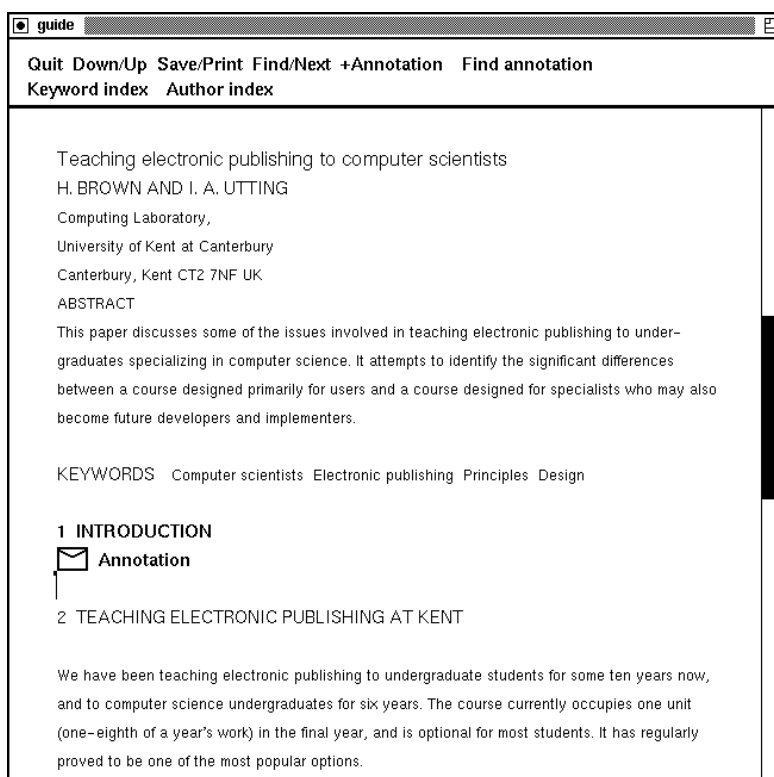 guide
Quit Down/Up Save/Print Find/Next +Annotation Find annotation
Keyword index Author index
Teaching electronic publishing to computer scientists
H. BROWN AND I. A. UTTING
Computing Laboratory,
University of Kent at Canterbury
Canterbury, Kent CT2 7NF UK
ABSTRACT
This paper discusses some of the issues involved in teaching electronic publishing to under-
graduates specializing in computer science. It attempts to identify the significant differences
between a course designed primarily for users and a course designed for specialists who may also
become future developers and implementers.
KEYWORDS Computer scientists Electronic publishing Principles Design
1 INTRODUCTION
Annotation
2 TEACHING ELECTRONIC PUBLISHING AT KENT
We have been teaching electronic publishing to undergraduate students for some ten years now,
and to computer science undergraduates for six years. The course currently occupies one unit
(one-eighth of a year's work) in the final year, and is optional for most students. It has regularly
proved to be one of the most popular options.